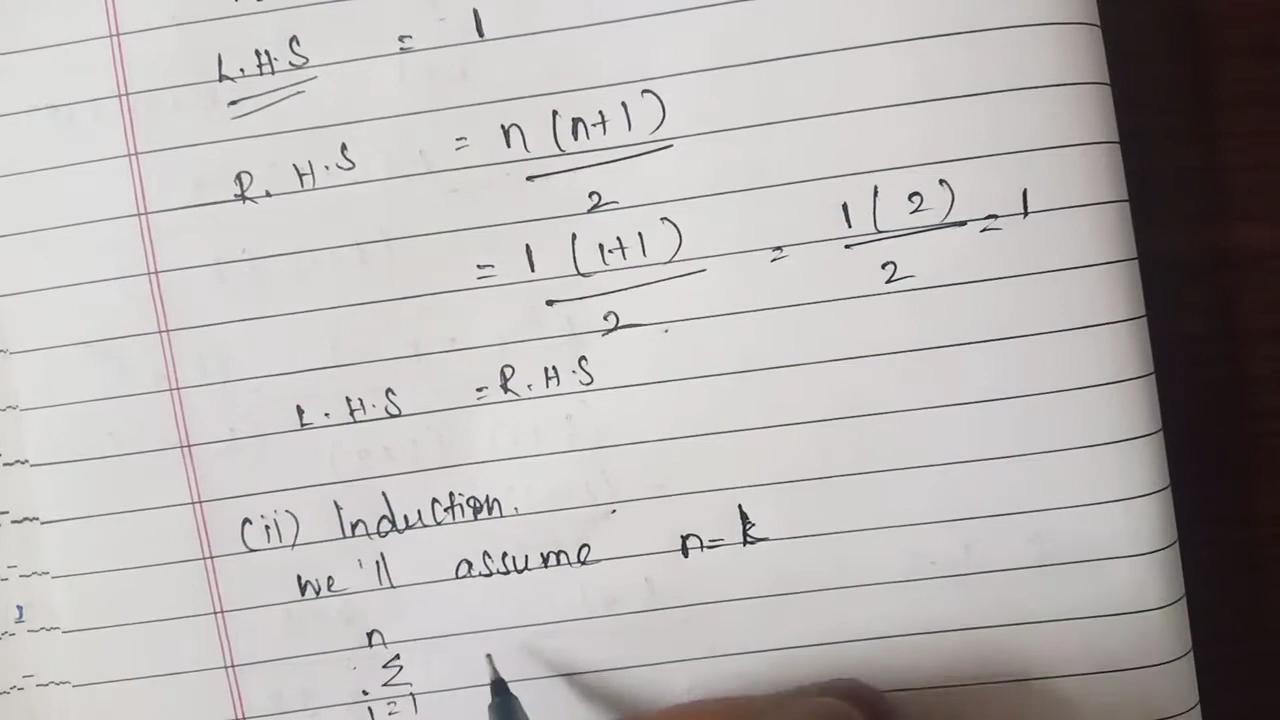 L.H.S = 1
R.H.S = n(n+1)
2
= 1(1+1) = 1(2) = 1
2 2
L.H.S = R.H.S
(ii) Induction.
we'll assume n=k
n
Σ
i=1